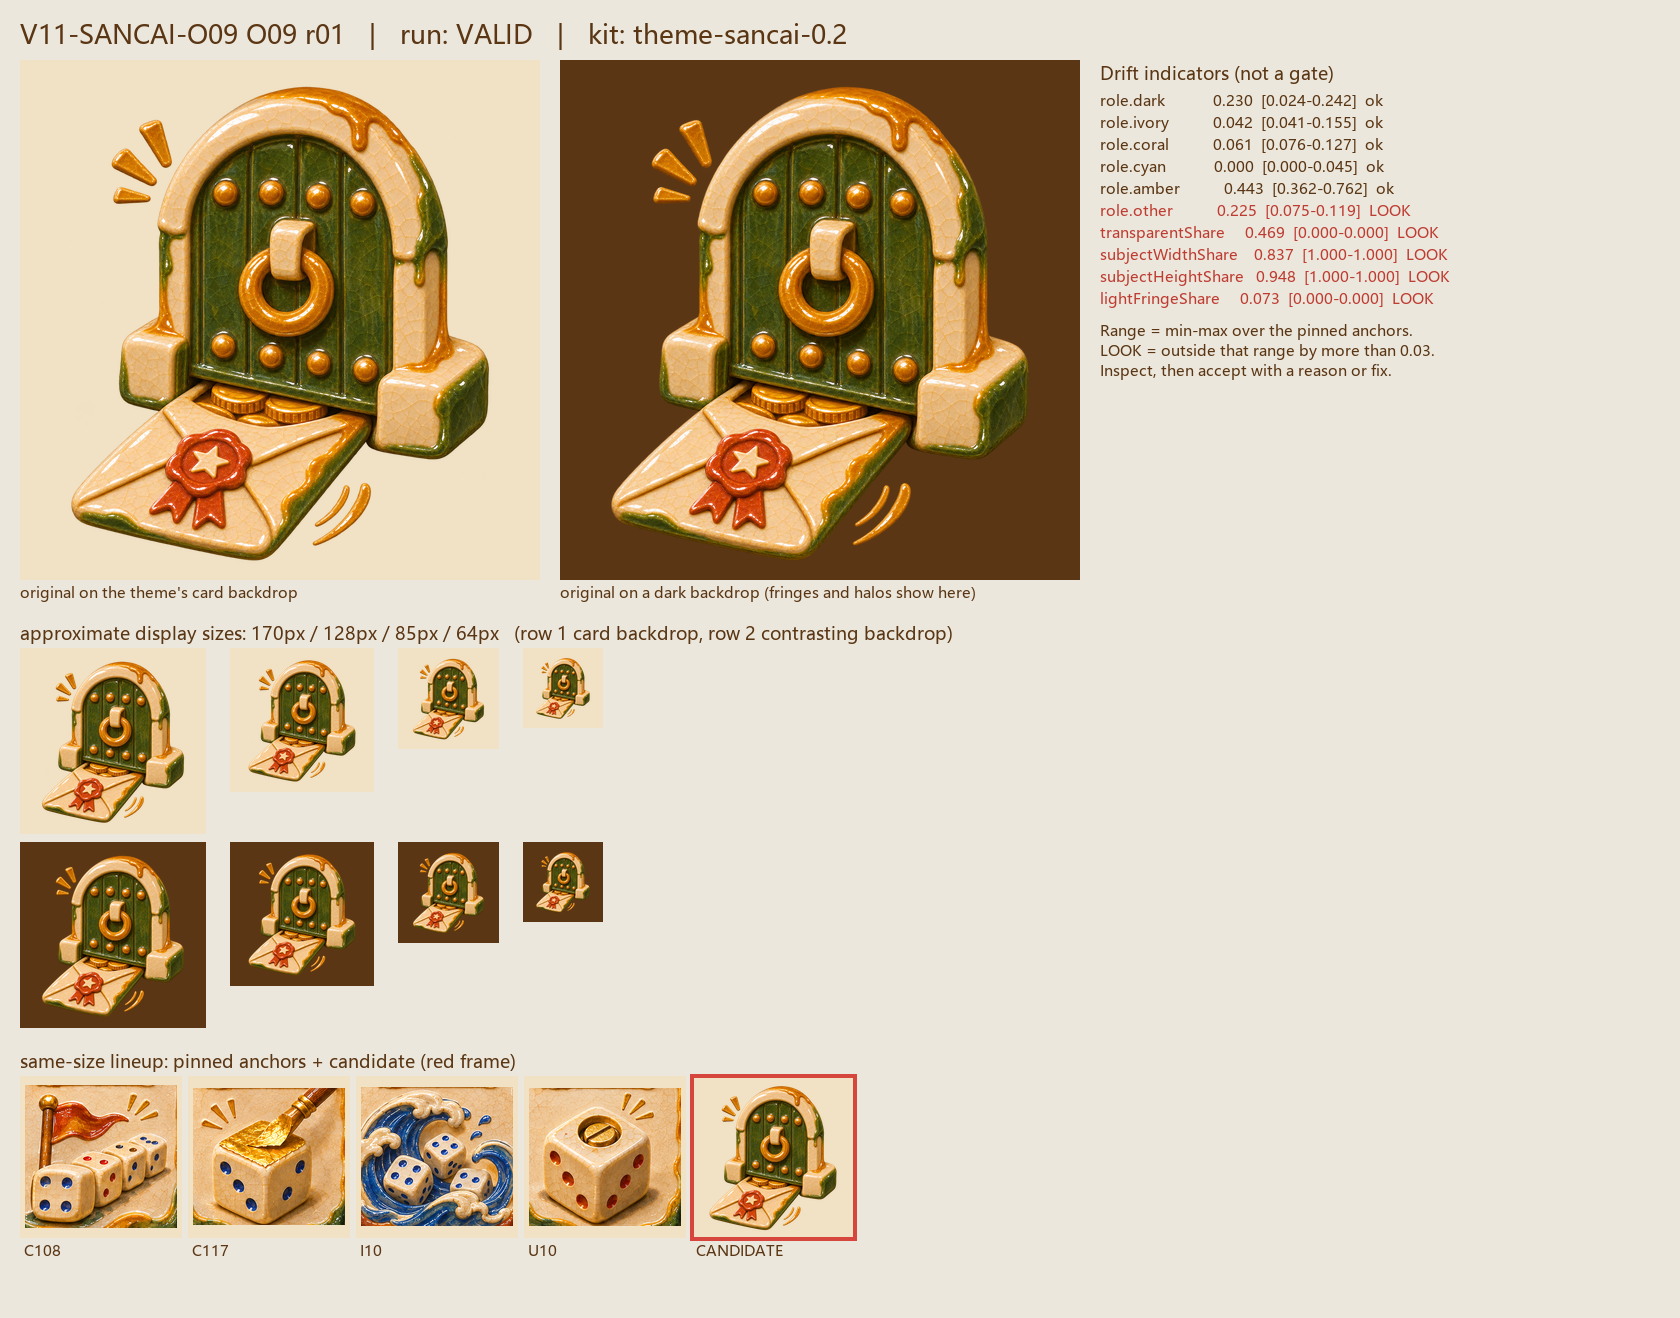 V11-SANCAI-O09 O09 r01 | run: VALID | kit: theme-sancai-0.2
Drift indicators (not a gate)
role.dark 0.230 [0.024-0.242] ok
role.ivory 0.042 [0.041-0.155] ok
role.coral 0.061 [0.076-0.127] ok
role.cyan 0.000 [0.000-0.045] ok
role.amber 0.443 [0.362-0.762] ok
role.other 0.225 [0.075-0.119] LOOK
transparentShare 0.469 [0.000-0.000] LOOK
subjectWidthShare 0.837 [1.000-1.000] LOOK
subjectHeightShare 0.948 [1.000-1.000] LOOK
lightFringeShare 0.073 [0.000-0.000] LOOK
Range = min-max over the pinned anchors.
LOOK = outside that range by more than 0.03.
Inspect, then accept with a reason or fix.
original on the theme's card backdrop
original on a dark backdrop (fringes and halos show here)
approximate display sizes: 170px / 128px / 85px / 64px (row 1 card backdrop, row 2 contrasting backdrop)
same-size lineup: pinned anchors + candidate (red frame)
C108
C117
I10
U10
CANDIDATE